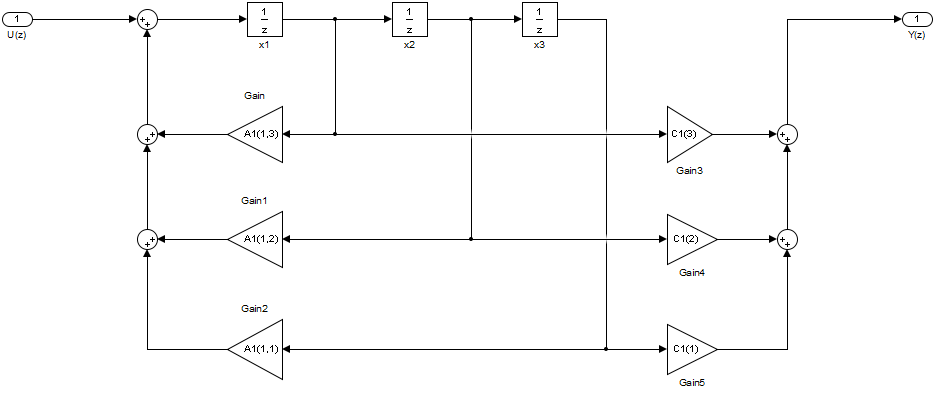 1
U(z)
+
+
1
z
x1
1
z
x2
1
z
x3
1
Y(z)
Gain
+
+
A1(1,3)
C1(3)
+
+
Gain3
Gain1
+
+
A1(1,2)
C1(2)
+
+
Gain4
Gain2
A1(1,1)
C1(1)
Gain5